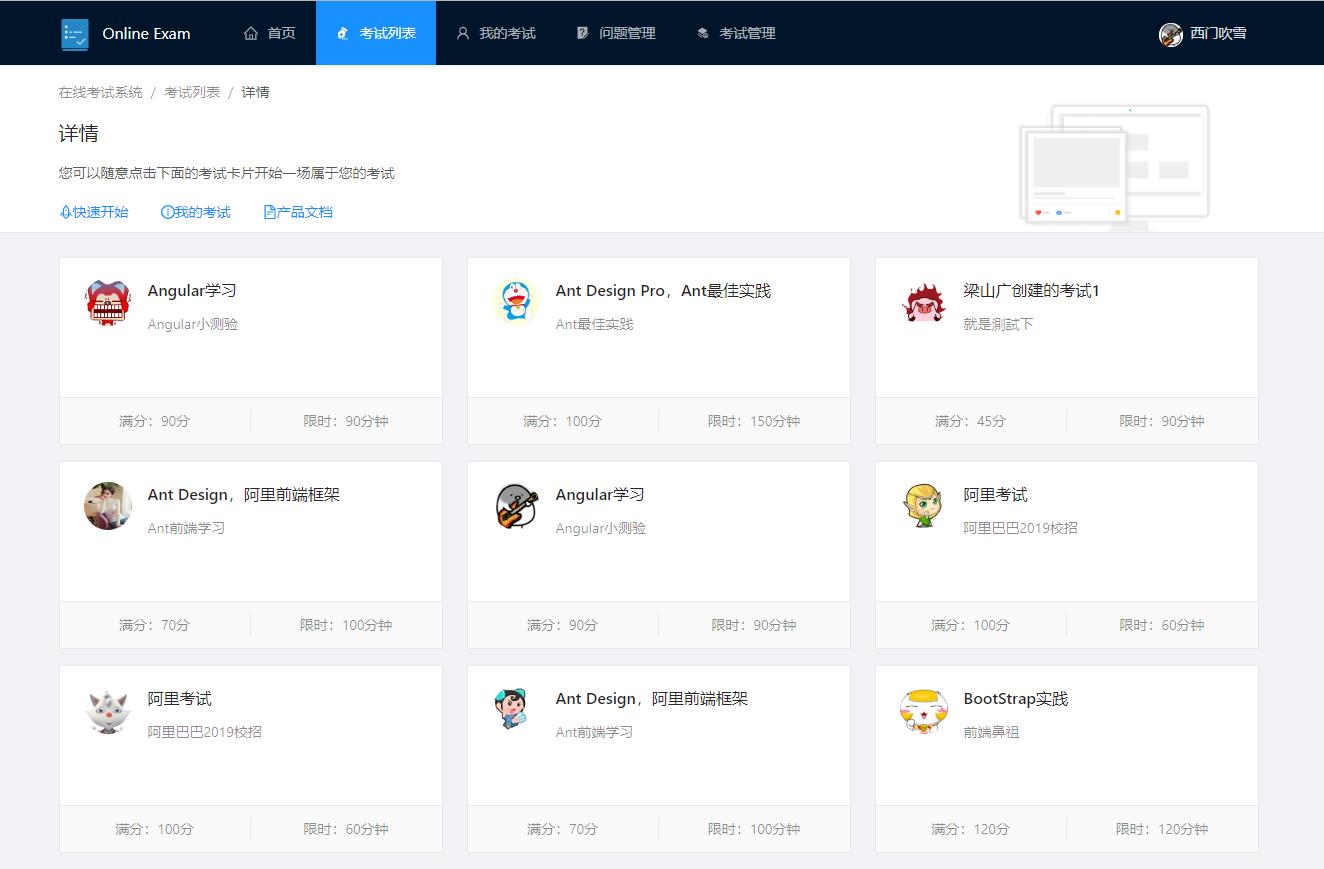 Online Exam 首页 考试列表 我的考试 问题管理 考试管理 西门吹雪
在线考试系统 / 考试列表 / 详情
详情
您可以随意点击下面的考试卡片开始一场属于您的考试
快速开始 我的考试 产品文档
Angular学习
Angular小测验
满分：90分 限时：90分钟
Ant Design Pro，Ant最佳实践
Ant最佳实践
满分：100分 限时：150分钟
梁山广创建的考试1
就是测試下
满分：45分 限时：90分钟
Ant Design，阿里前端框架
Ant前端学习
满分：70分 限时：100分钟
Angular学习
Angular小测验
满分：90分 限时：90分钟
阿里考试
阿里巴巴2019校招
满分：100分 限时：60分钟
阿里考试
阿里巴巴2019校招
满分：100分 限时：60分钟
Ant Design，阿里前端框架
Ant前端学习
满分：70分 限时：100分钟
BootStrap实践
前端鼻祖
满分：120分 限时：120分钟